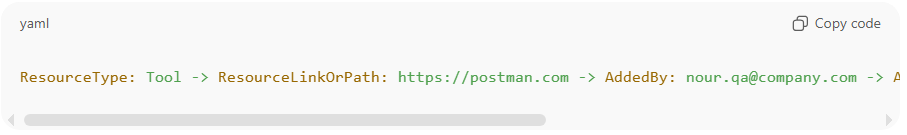 yaml
Copy code
ResourceType: Tool -> ResourceLinkOrPath: https://postman.com -> AddedBy: nour.qa@company.com ->